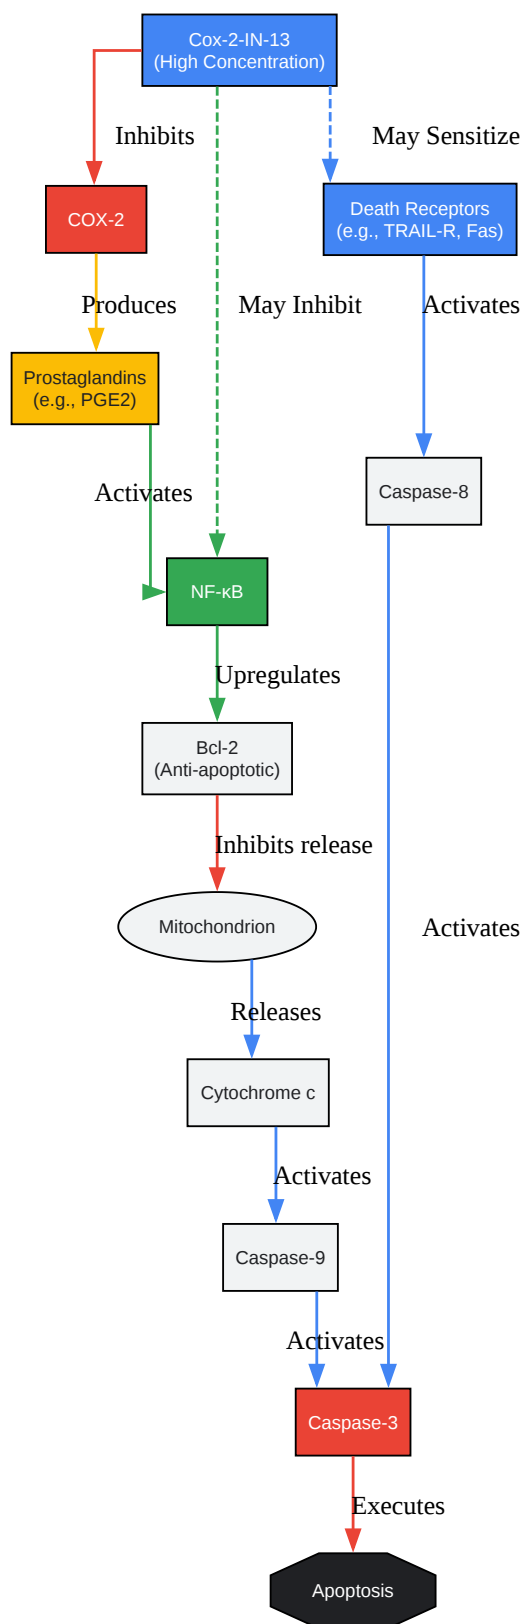 Cox-2-IN-13
(High Concentration)
Inhibits
May Sensitize
COX-2
Death Receptors
(e.g., TRAIL-R, Fas)
Produces
May Inhibit
Activates
Prostaglandins
(e.g., PGE2)
Activates
Caspase-8
NF-κB
Upregulates
Bcl-2
(Anti-apoptotic)
Inhibits release
Mitochondrion
Activates
Releases
Cytochrome c
Activates
Caspase-9
Activates
Caspase-3
Executes
Apoptosis